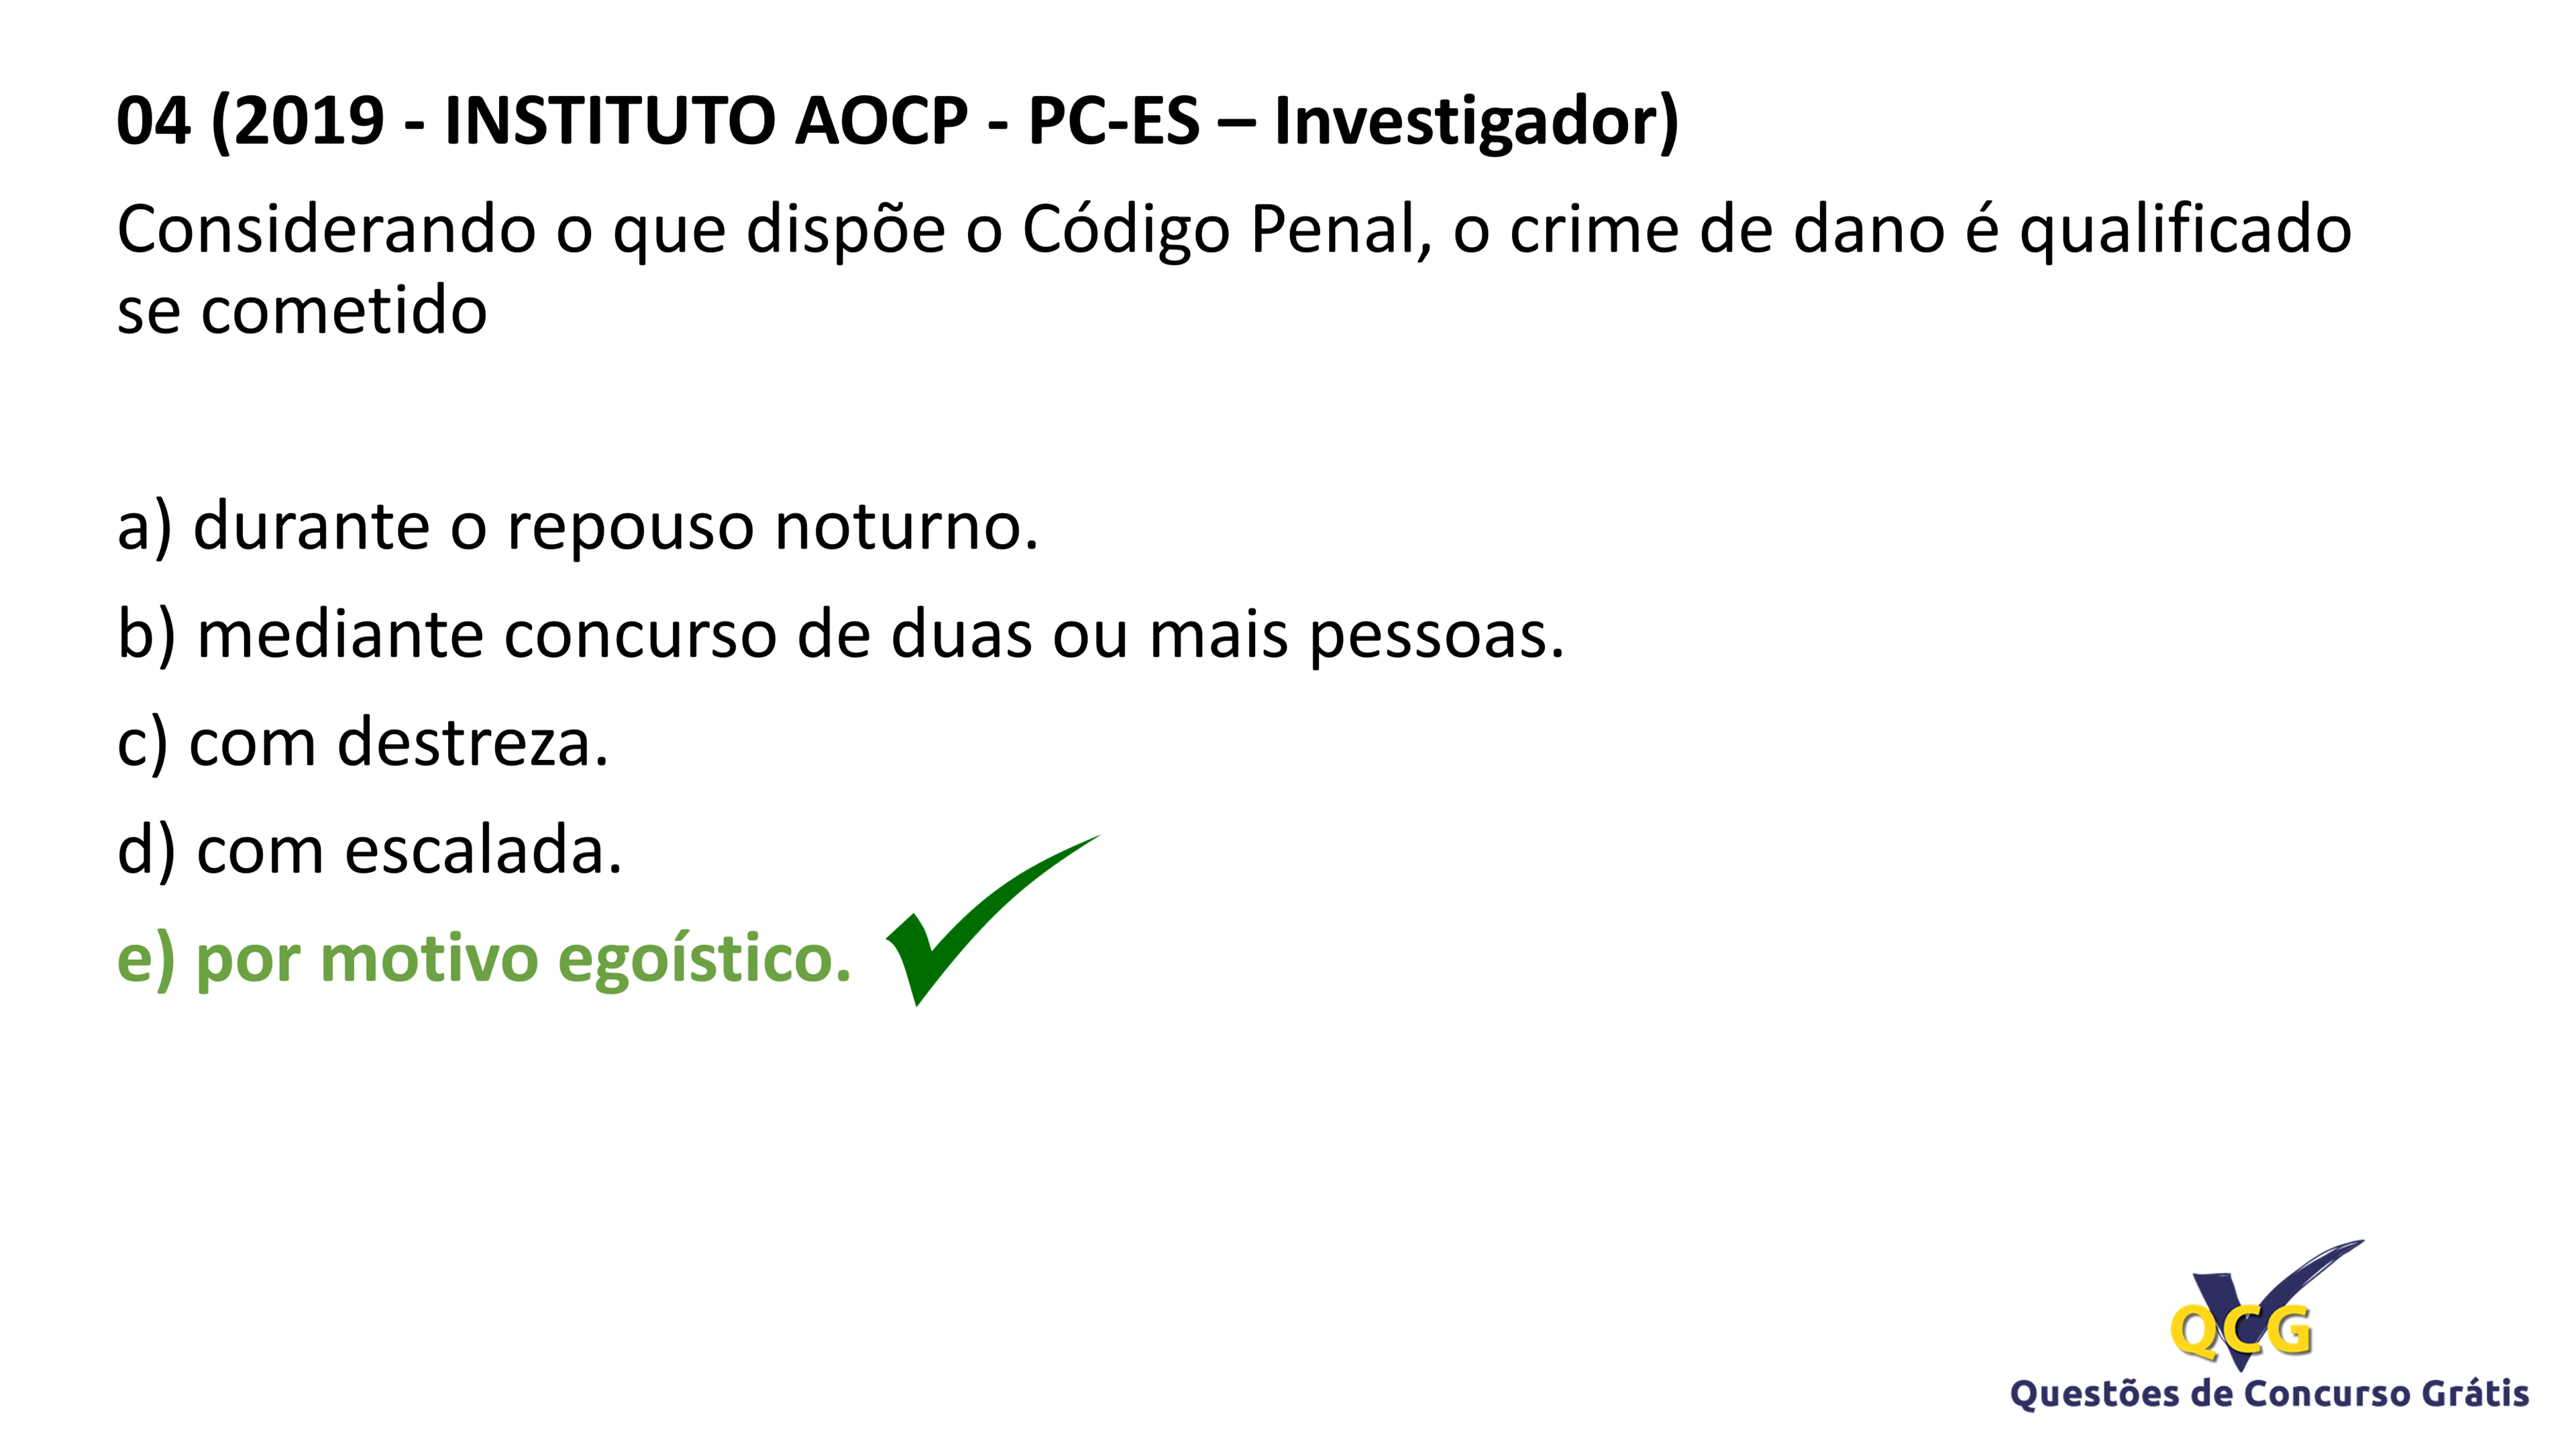 04 (2019 - INSTITUTO AOCP - PC-ES – Investigador)
Considerando o que dispõe o Código Penal, o crime de dano é qualificado
se cometido
a) durante o repouso noturno.
b) mediante concurso de duas ou mais pessoas.
c) com destreza.
d) com escalada.
e) por motivo egoístico.
QCG
Questões de Concurso Grátis